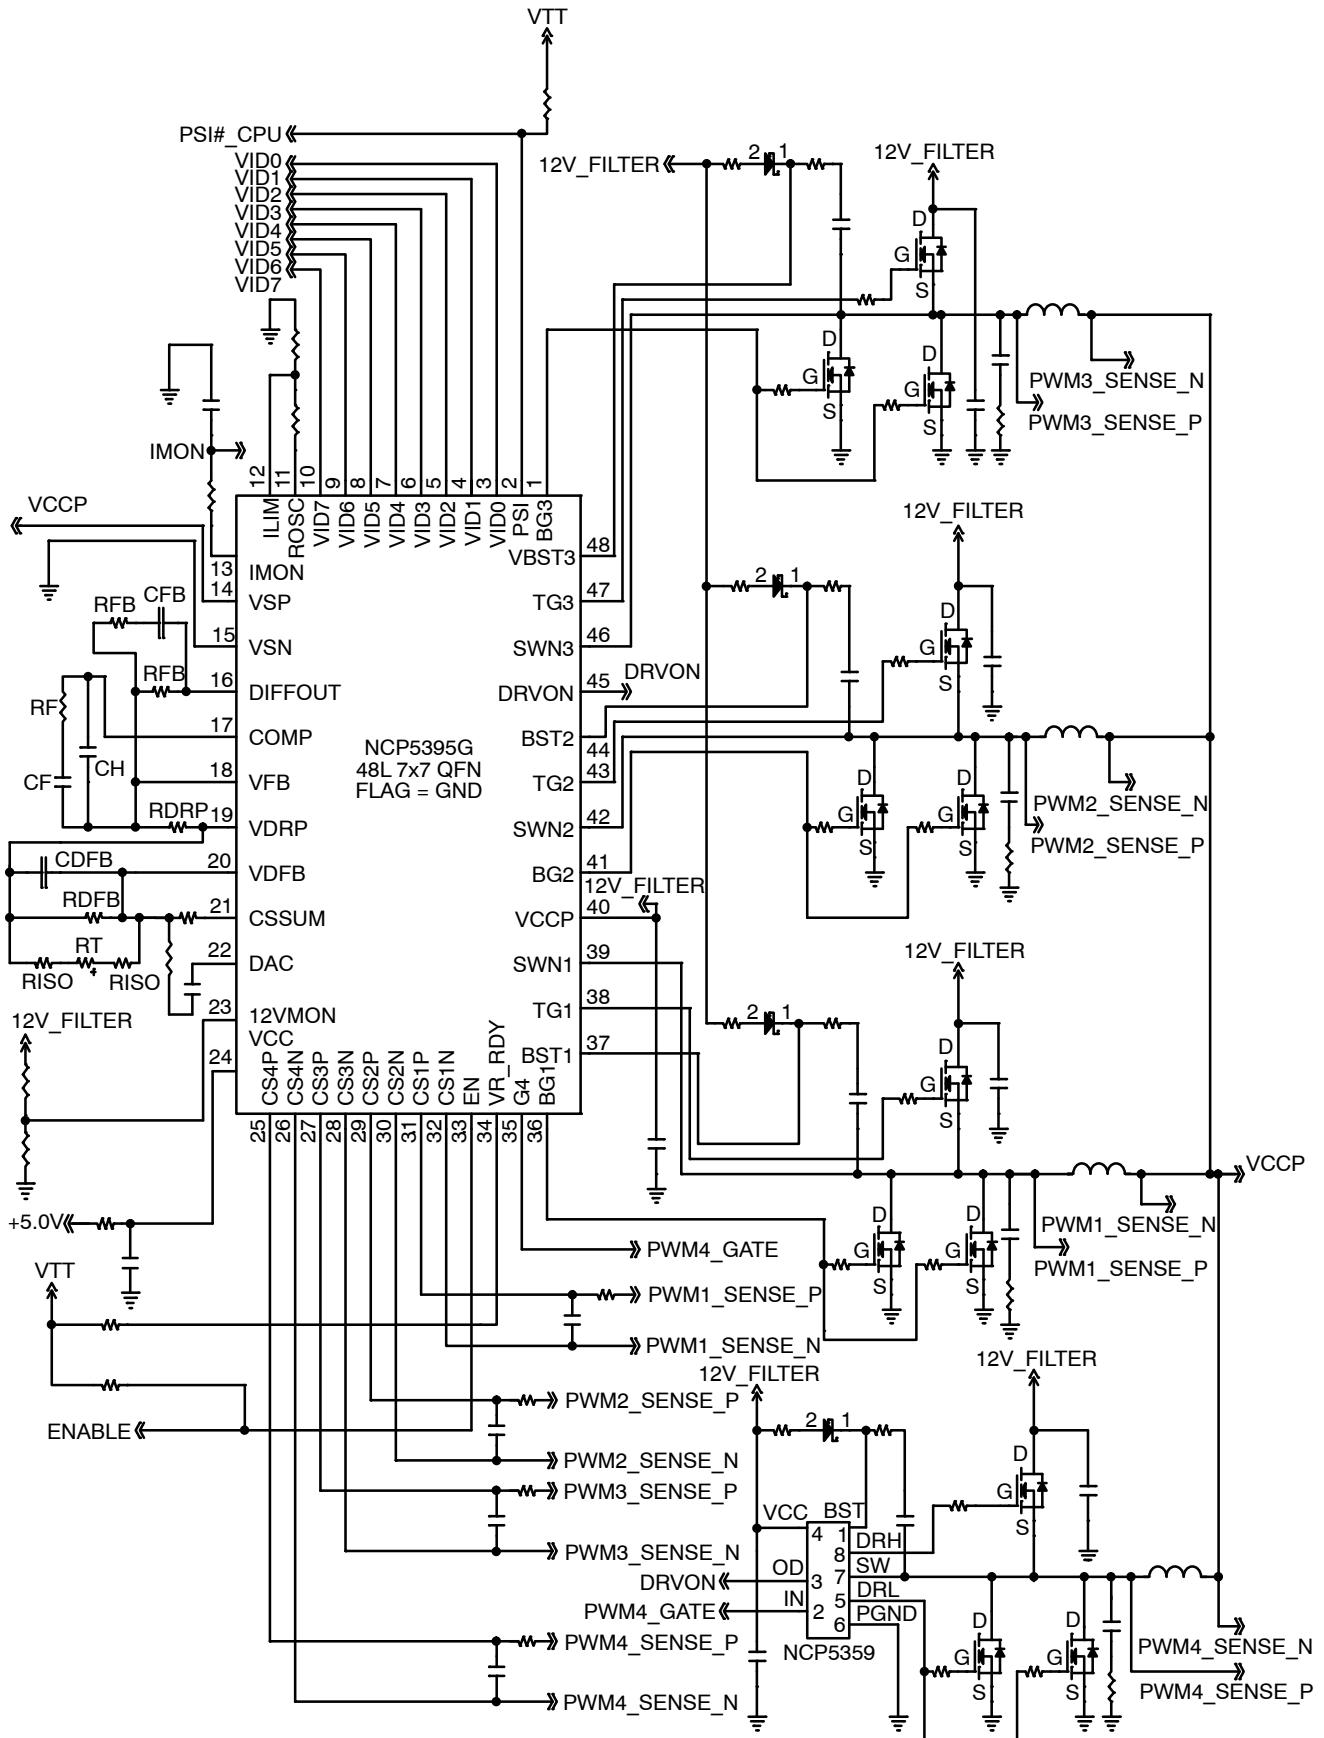 VTT
PSI#_CPU
VID0
VID1
VID2
VID3
VID4
VID5
VID6
VID7
12V_FILTER
2 1
12V_FILTER
D
G
S
D
G
S
D
G
S
PWM3_SENSE_N
PWM3_SENSE_P
IMON
VCCP
12 11 10 9 8 7 6 5 4 3 2 1
ILIM
ROSC
VID7
VID6
VID5
VID4
VID3
VID2
VID1
VID0
PSI
BG3
13 IMON
14 VSP
15 VSN
16 DIFFOUT
17 COMP
18 VFB
19 VDRP
20 VDFB
21 CSSUM
22 DAC
23 12VMON
24 VCC
NCP5395G
48L 7x7 QFN
FLAG = GND
VBST3 48
TG3 47
SWN3 46
DRVON 45
BST2 44
TG2 43
SWN2 42
BG2 41
VCCP 40
SWN1 39
TG1 38
BST1 37
DRVON
12V_FILTER
RFB
CFB
RFB
RF
CF
CH
RDRP
CDFB
RDFB
RT
RISO
RISO
12V_FILTER
CS4P
CS4N
CS3P
CS3N
CS2P
CS2N
CS1P
CS1N
EN
VR_RDY
G4
BG1
25 26 27 28 29 30 31 32 33 34 35 36
12V_FILTER
2 1
D
G
S
D
G
S
D
G
S
PWM2_SENSE_N
PWM2_SENSE_P
12V_FILTER
2 1
D
G
S
D
G
S
D
G
S
VCCP
PWM1_SENSE_N
PWM1_SENSE_P
+5.0V
VTT
ENABLE
PWM4_GATE
PWM1_SENSE_P
PWM1_SENSE_N
PWM2_SENSE_P
PWM2_SENSE_N
PWM3_SENSE_P
PWM3_SENSE_N
PWM4_SENSE_P
PWM4_SENSE_N
12V_FILTER
2 1
12V_FILTER
D
G
S
VCC 4
OD 3
IN 2
BST 1
DRH 8
SW 7
DRL 5
PGND 6
DRVON
PWM4_GATE
NCP5359
D
G
S
D
G
S
PWM4_SENSE_N
PWM4_SENSE_P